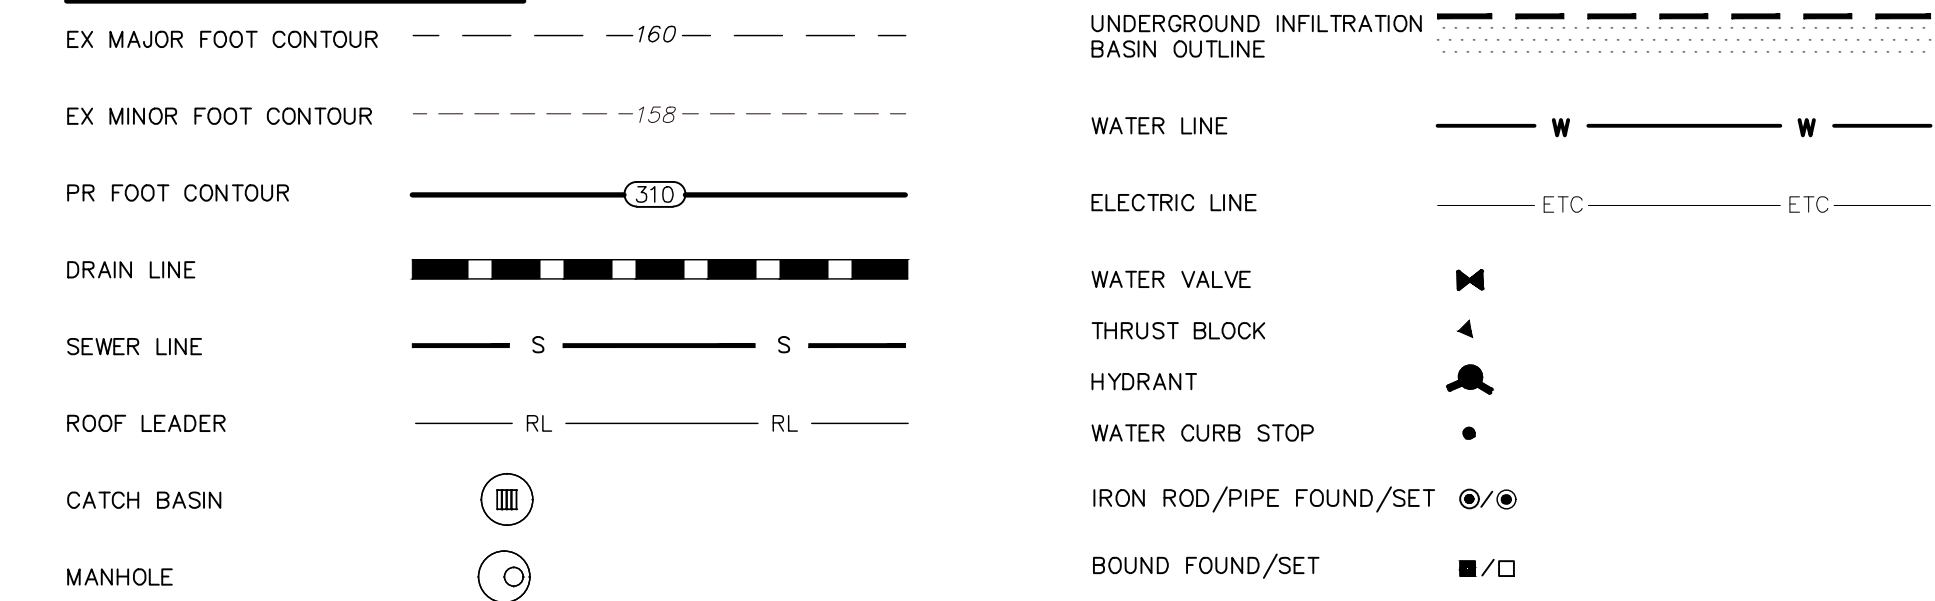 EX MAJOR FOOT CONTOUR 160
EX MINOR FOOT CONTOUR 158
PR FOOT CONTOUR 310
DRAIN LINE
SEWER LINE S S
ROOF LEADER RL RL
CATCH BASIN
MANHOLE
UNDERGROUND INFILTRATION
BASIN OUTLINE
WATER LINE W W
ELECTRIC LINE ETC ETC
WATER VALVE
THRUST BLOCK
HYDRANT
WATER CURB STOP
IRON ROD/PIPE FOUND/SET /
BOUND FOUND/SET /